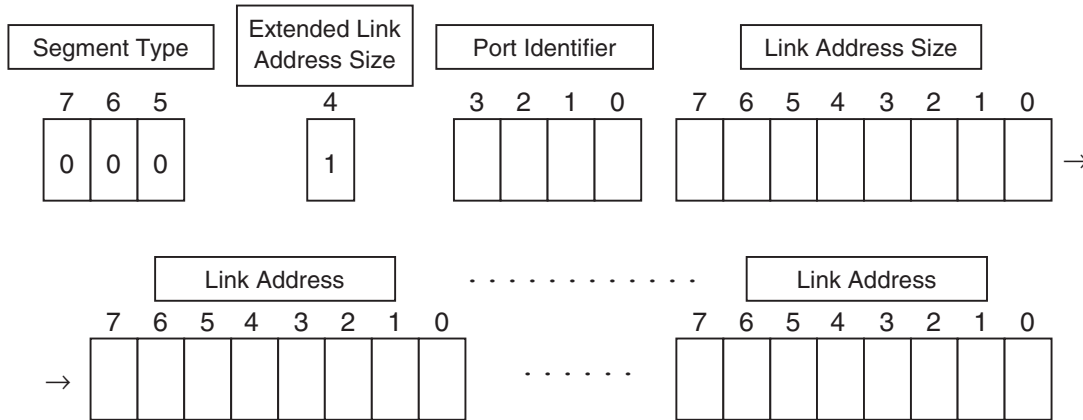 Segment Type
Extended Link
Address Size
Port Identifier
Link Address Size
7 6 5
4
3 2 1 0
7 6 5 4 3 2 1 0
0 0 0
1
→
Link Address
. . . . . . . . . . . .
Link Address
7 6 5 4 3 2 1 0
7 6 5 4 3 2 1 0
→
. . . . . .